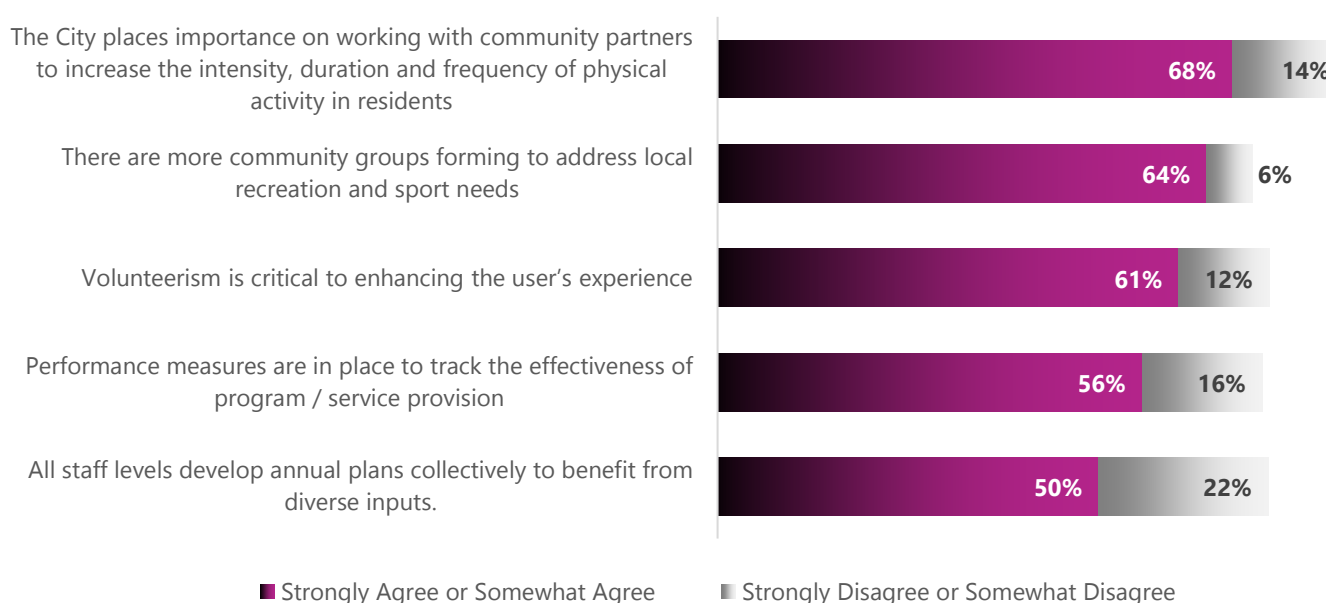 The City places importance on working with community partners
to increase the intensity, duration and frequency of physical
activity in residents
68%
14%
There are more community groups forming to address local
recreation and sport needs
64%
6%
Volunteerism is critical to enhancing the user’s experience
61%
12%
Performance measures are in place to track the effectiveness of
program / service provision
56%
16%
All staff levels develop annual plans collectively to benefit from
diverse inputs.
50%
22%
Strongly Agree or Somewhat Agree
Strongly Disagree or Somewhat Disagree